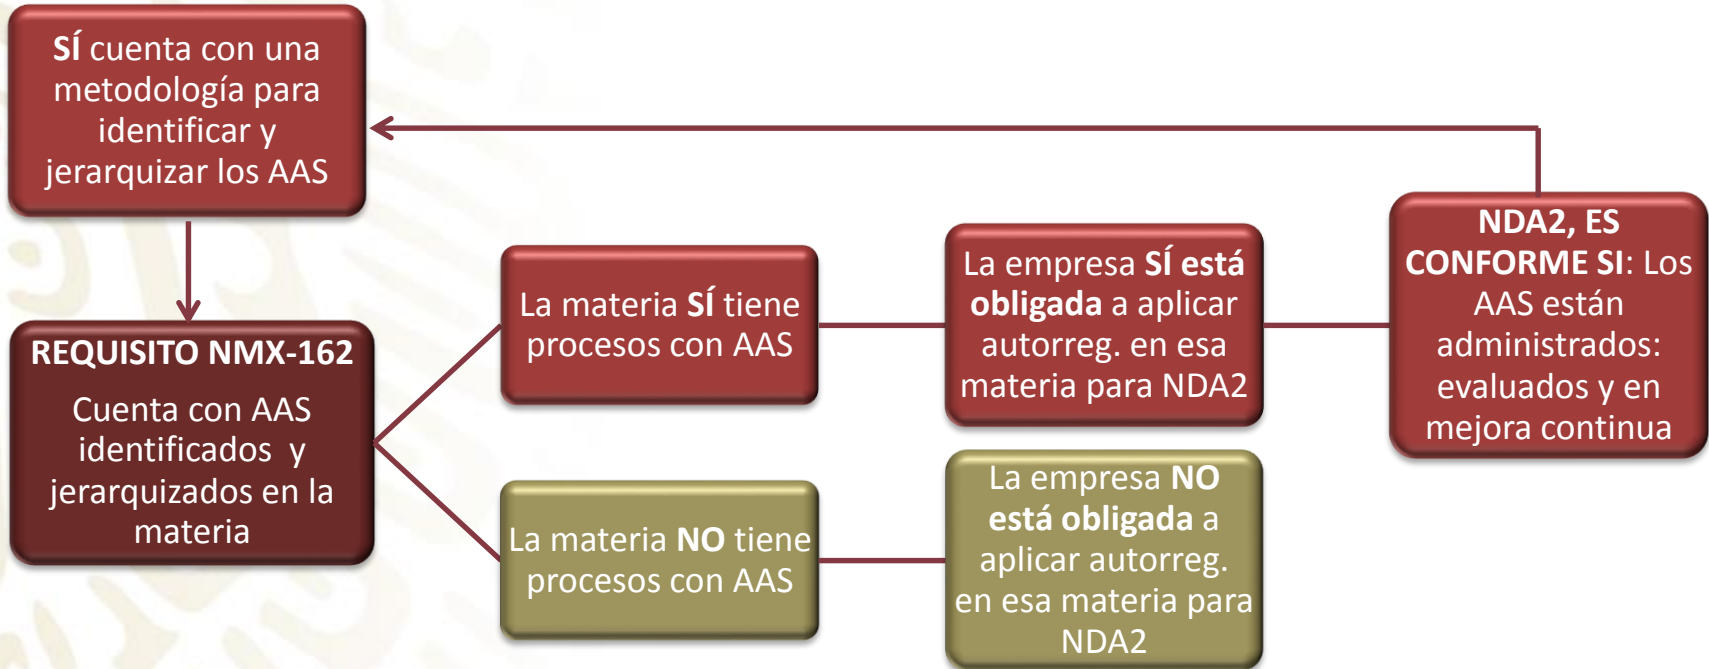 SÍ cuenta con una
metodología para
identificar y
jerarquizar los AAS
REQUISITO NMX-162
Cuenta con AAS
identificados y
jerarquizados en la
materia
La materia SÍ tiene
procesos con AAS
La empresa SÍ está
obligada a aplicar
autorreg. en esa
materia para NDA2
NDA2, ES
CONFORME SI: Los
AAS están
administrados:
evaluados y en
mejora continua
La materia NO tiene
procesos con AAS
La empresa NO
está obligada a
aplicar autorreg.
en esa materia para
NDA2